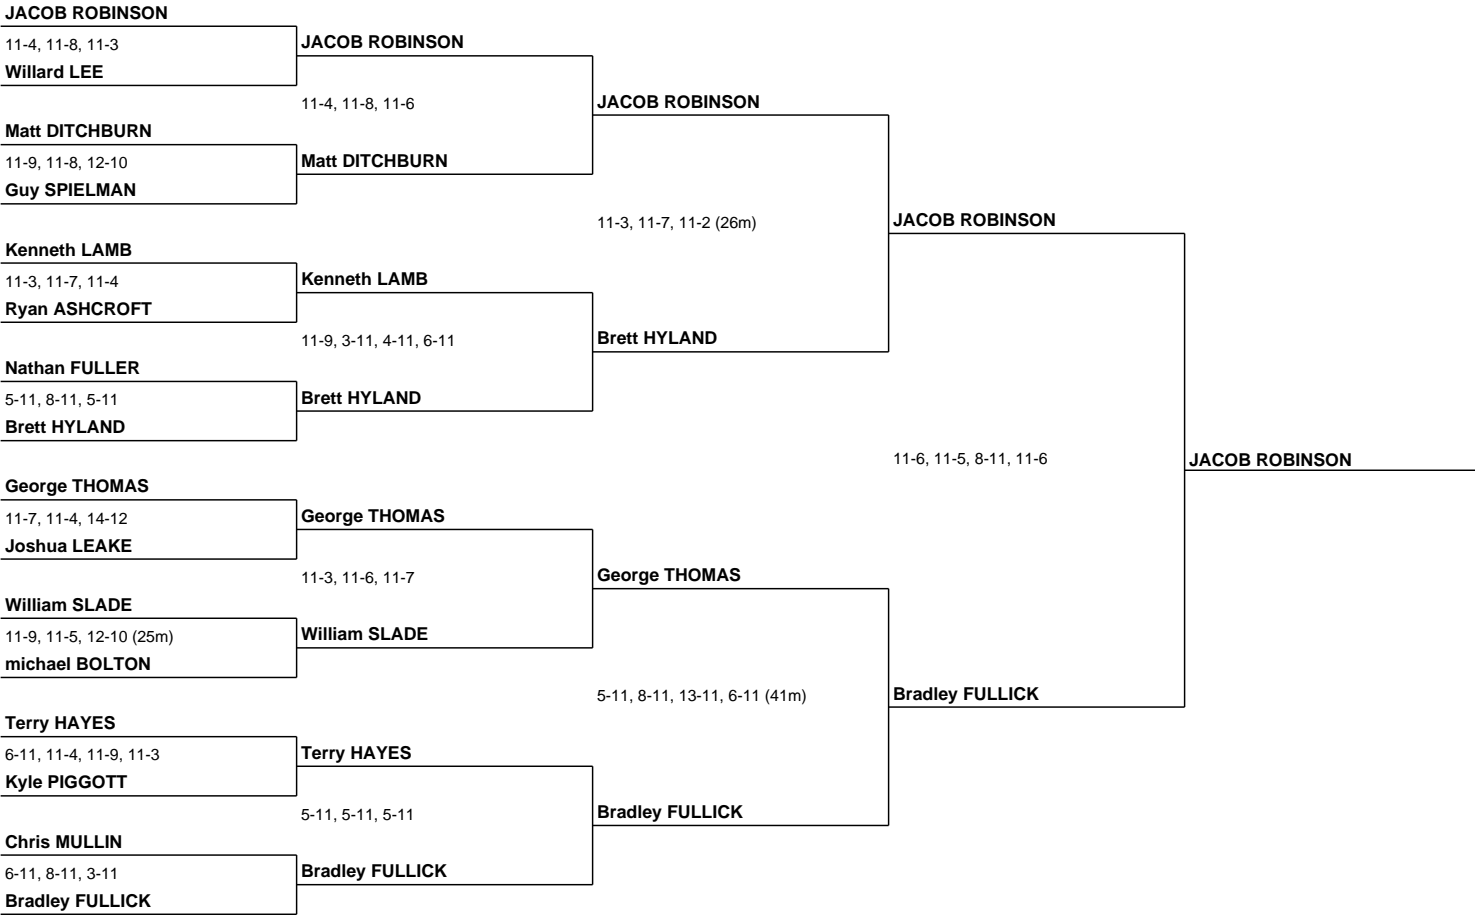 JACOB ROBINSON
11-4, 11-8, 11-3
Willard LEE
Matt DITCHBURN
11-9, 11-8, 12-10
Guy SPIELMAN
Kenneth LAMB
11-3, 11-7, 11-4
Ryan ASHCROFT
Nathan FULLER
5-11, 8-11, 5-11
Brett HYLAND
George THOMAS
11-7, 11-4, 14-12
Joshua LEAKE
William SLADE
11-9, 11-5, 12-10 (25m)
michael BOLTON
Terry HAYES
6-11, 11-4, 11-9, 11-3
Kyle PIGGOTT
Chris MULLIN
6-11, 8-11, 3-11
Bradley FULLICK
JACOB ROBINSON
11-4, 11-8, 11-6
Matt DITCHBURN
Kenneth LAMB
11-9, 3-11, 4-11, 6-11
Brett HYLAND
George THOMAS
11-3, 11-6, 11-7
William SLADE
Terry HAYES
5-11, 5-11, 5-11
Bradley FULLICK
JACOB ROBINSON
11-3, 11-7, 11-2 (26m)
Brett HYLAND
George THOMAS
5-11, 8-11, 13-11, 6-11 (41m)
Bradley FULLICK
JACOB ROBINSON
11-6, 11-5, 8-11, 11-6
Bradley FULLICK
JACOB ROBINSON